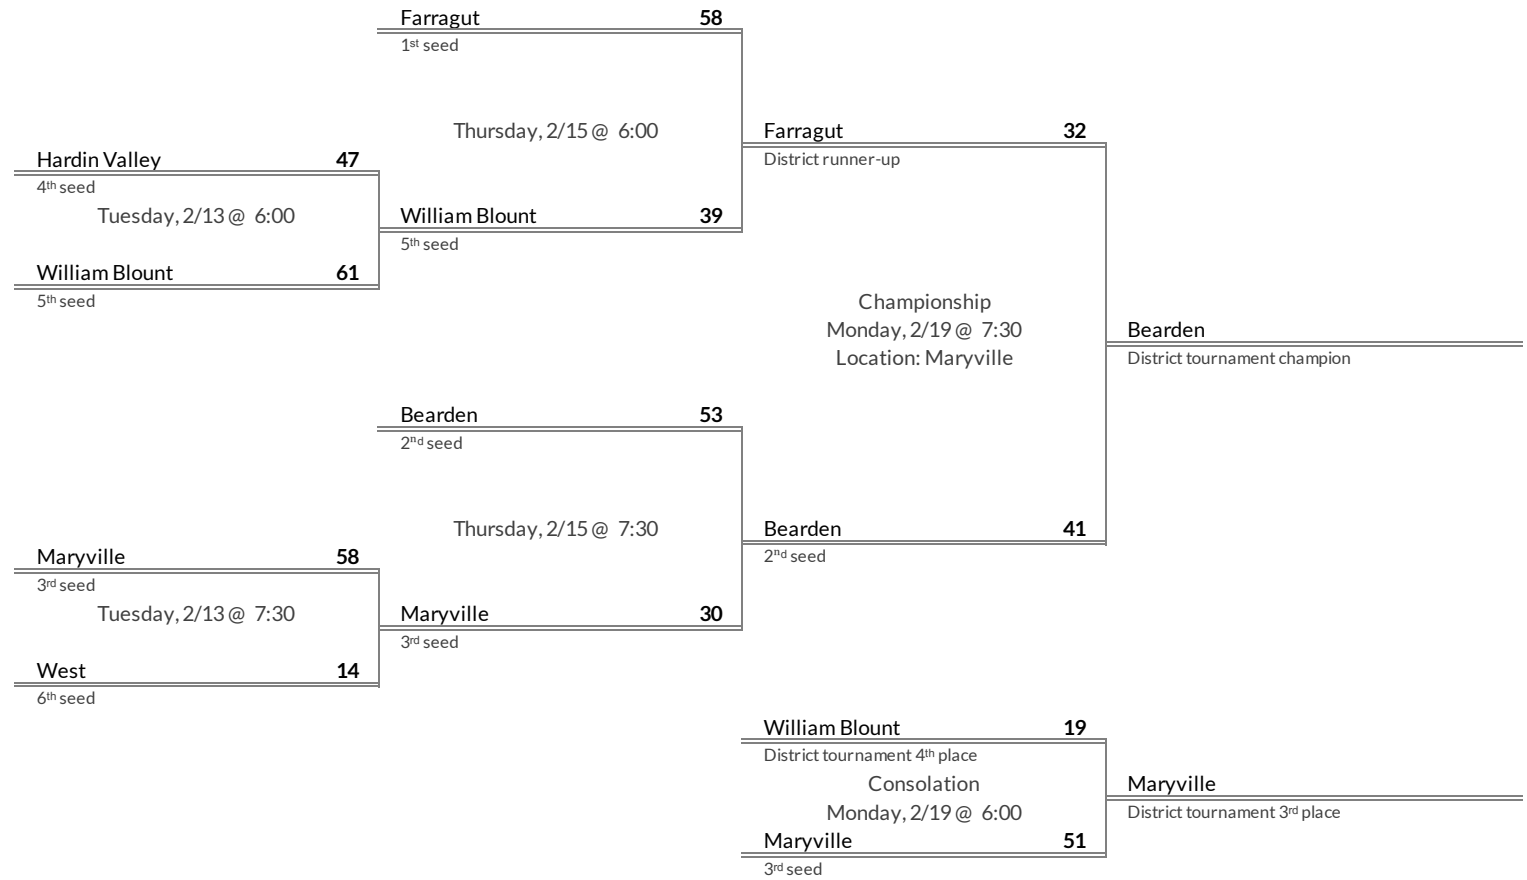 Farragut 58
1st seed
Thursday, 2/15 @ 6:00
Farragut 32
District runner-up
Hardin Valley 47
4th seed
Tuesday, 2/13 @ 6:00
William Blount 39
5th seed
William Blount 61
5th seed
Championship
Monday, 2/19 @ 7:30
Location: Maryville
Bearden
District tournament champion
Bearden 53
2nd seed
Thursday, 2/15 @ 7:30
Bearden 41
2nd seed
Maryville 58
3rd seed
Tuesday, 2/13 @ 7:30
Maryville 30
3rd seed
West 14
6th seed
William Blount 19
District tournament 4th place
Consolation
Monday, 2/19 @ 6:00
Maryville
District tournament 3rd place
Maryville 51
3rd seed